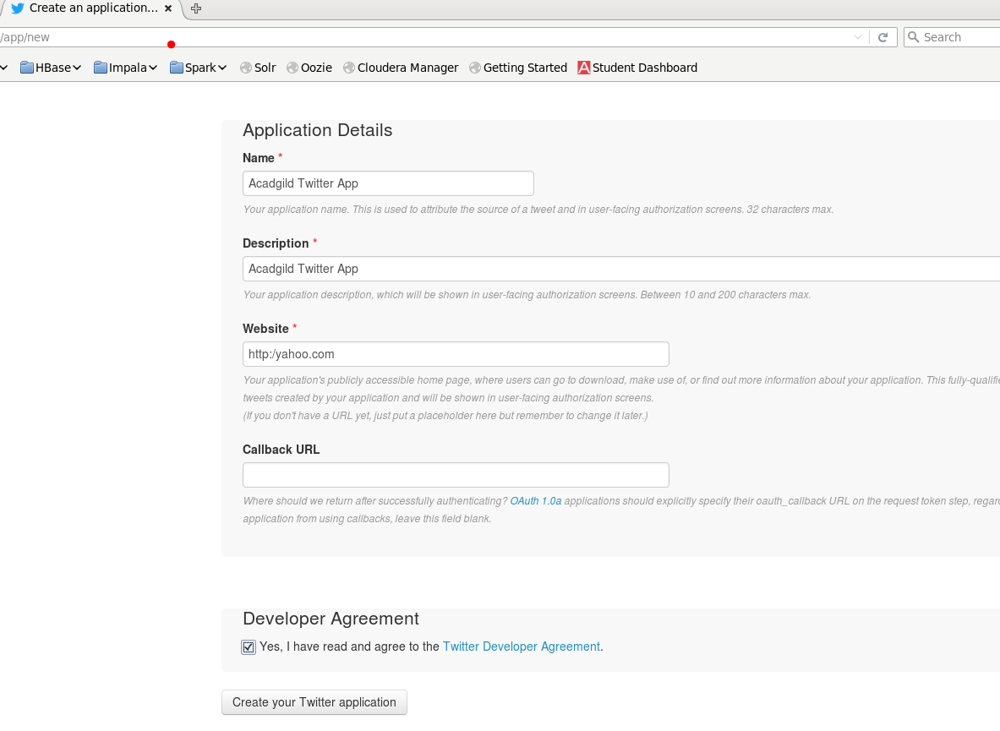 Create an application...
/app/new
Search
HBase Impala Spark Solr Oozie Cloudera Manager Getting Started A Student Dashboard
Application Details
Name *
Acadgild Twitter App
Your application name. This is used to attribute the source of a tweet and in user-facing authorization screens. 32 characters max.
Description *
Acadgild Twitter App
Your application description, which will be shown in user-facing authorization screens. Between 10 and 200 characters max.
Website *
http:/yahoo.com
Your application's publicly accessible home page, where users can go to download, make use of, or find out more information about your application. This fully-qualifie
tweets created by your application and will be shown in user-facing authorization screens.
(If you don't have a URL yet, just put a placeholder here but remember to change it later.)
Callback URL
Where should we return after successfully authenticating? OAuth 1.0a applications should explicitly specify their oauth_callback URL on the request token step, regard
application from using callbacks, leave this field blank.
Developer Agreement
Yes, I have read and agree to the Twitter Developer Agreement.
Create your Twitter application